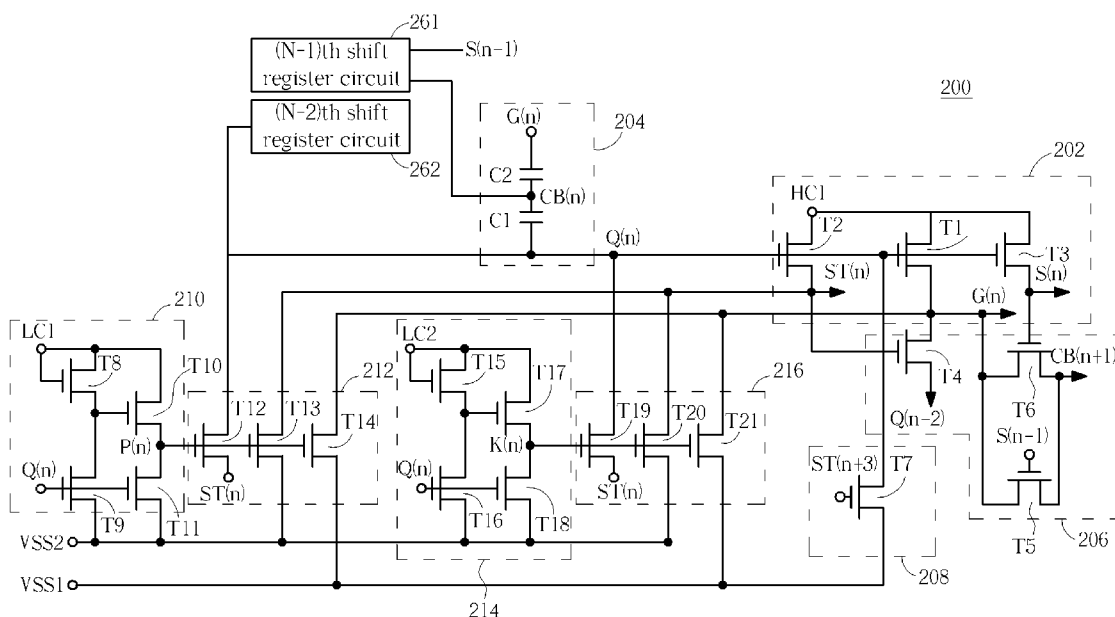 261
(N-1)th shift
register circuit
S(n-1)
(N-2)th shift
register circuit
262
G(n)
204
C2
CB(n)
C1
200
202
HC1
T2
T1
T3
Q(n)
ST(n)
S(n)
G(n)
210
LC1
T8
T10
212
LC2
T15
T17
216
T4
T6
CB(n+1)
T12
T13
T14
P(n)
K(n)
T19
T20
T21
Q(n-2)
S(n-1)
Q(n)
ST(n)
Q(n)
ST(n)
ST(n+3)
T7
T9
T11
T16
T18
T5
206
VSS2
VSS1
208
214